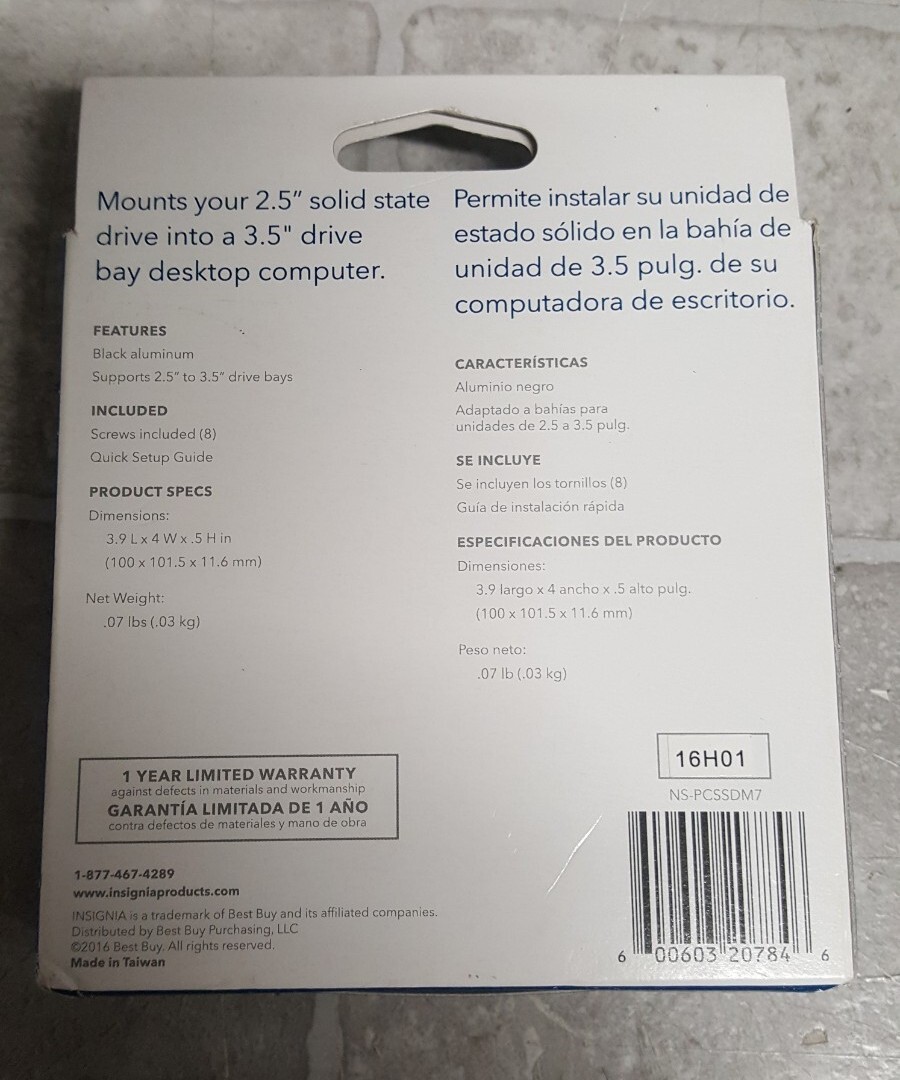 Mounts your 2.5" solid state
drive into a 3.5" drive
bay desktop computer.
FEATURES
Black aluminum
Supports 2.5" to 3.5" drive bays
INCLUDED
Screws included (8)
Quick Setup Guide
PRODUCT SPECS
Dimensions:
3.9 L x 4 W x .5 H in
(100 x 101.5 x 11.6 mm)
Net Weight:
.07 lbs (.03 kg)
Permite instalar su unidad de
estado sólido en la bahía de
unidad de 3.5 pulg. de su
computadora de escritorio.
CARACTERÍSTICAS
Aluminio negro
Adaptado a bahías para
unidades de 2.5 a 3.5 pulg.
SE INCLUYE
Se incluyen los tornillos (8)
Guía de instalación rápida
ESPECIFICACIONES DEL PRODUCTO
Dimensiones:
3.9 largo x 4 ancho x .5 alto pulg.
(100 x 101.5 x 11.6 mm)
Peso neto:
.07 lb (.03 kg)
1 YEAR LIMITED WARRANTY
against defects in materials and workmanship
GARANTÍA LIMITADA DE 1 AÑO
contra defectos de materiales y mano de obra
1-877-467-4289
www.insigniaproducts.com
INSIGNIA is a trademark of Best Buy and its affiliated companies.
Distributed by Best Buy Purchasing, LLC
©2016 Best Buy. All rights reserved.
Made in Taiwan
16H01
NS-PCSSDM7
6 00603 20784 6